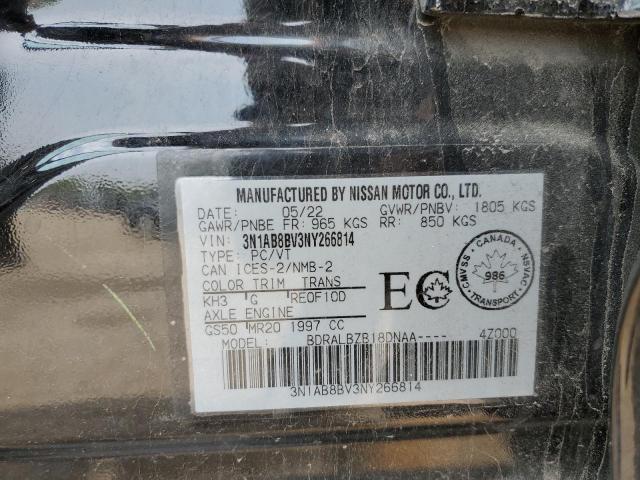 MANUFACTURED BY NISSAN MOTOR CO., LTD.
DATE: 05/22 GVWR/PNBV: 1805 KGS
GAWR/PNBE FR: 965 KGS RR: 850 KGS
VIN: 3N1AB8BV3NY266814
TYPE: PC/VT
CAN ICES-2/NMB-2
COLOR TRIM TRANS
KH3 G RE0F10D
AXLE ENGINE
GS50 MR20 1997 CC
MODEL: BDRALBZB18DNAA---- 4Z000
3N1AB8BV3NY266814
EC
CANADA
CMVSS
986
NSVAC